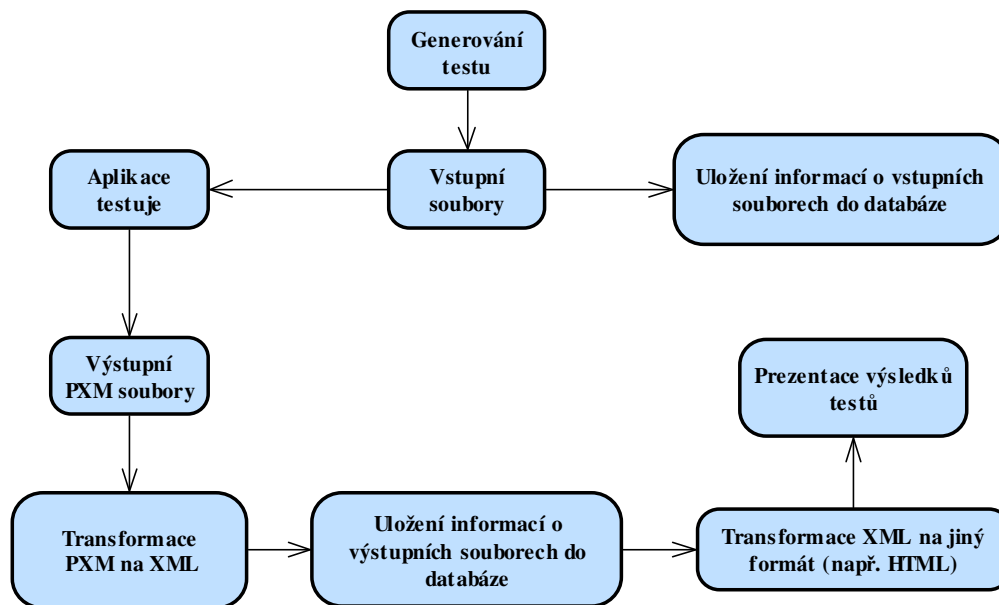 Generování
testu
Aplikace
testuje
Vstupní
soubory
Uložení informací o vstupních
souborech do databáze
Výstupní
PXM soubory
Prezentace výsledků
testů
Transformace
PXM na XML
Uložení informací o
výstupních souborech do
databáze
Transformace XML na jiný
formát (např. HTML)